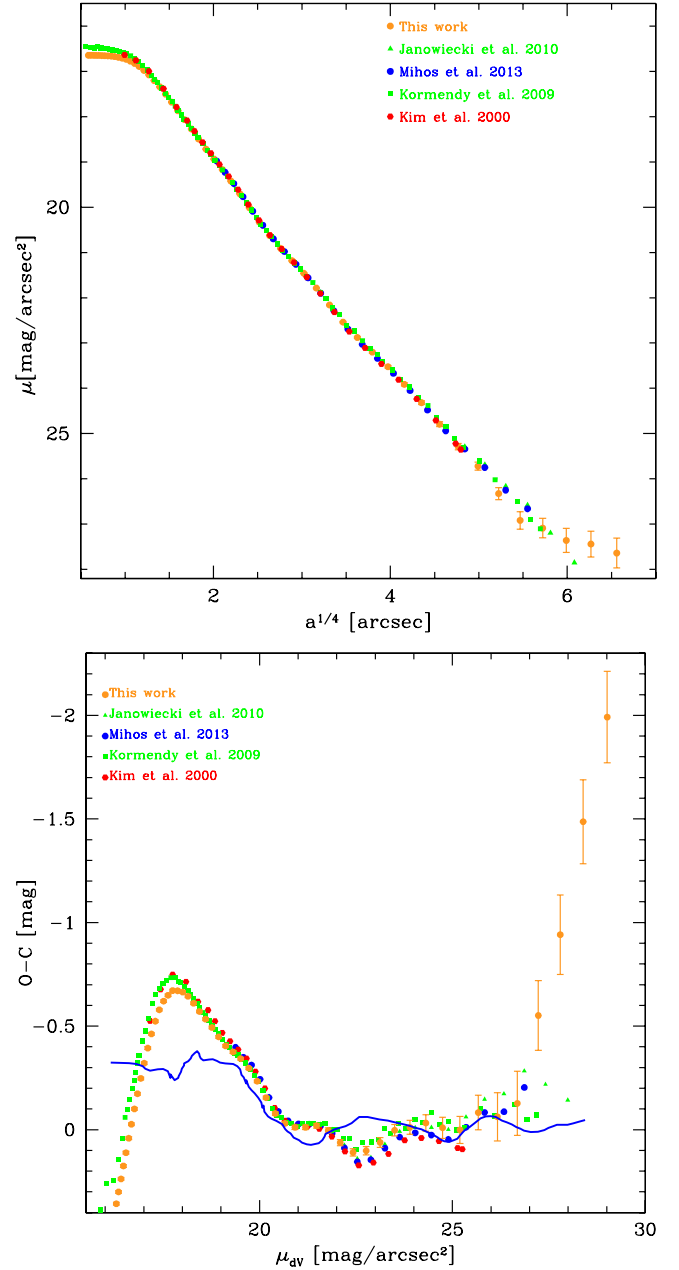 This work
Janowiecki et al. 2010
Mihos et al. 2013
Kormendy et al. 2009
Kim et al. 2000
20
25
μ[mag/arcsec²]
2
4
6
a¹/⁴ [arcsec]
This work
Janowiecki et al. 2010
Mihos et al. 2013
Kormendy et al. 2009
Kim et al. 2000
−2
−1.5
−1
−0.5
0
O−C [mag]
20
25
30
μ_dV [mag/arcsec²]